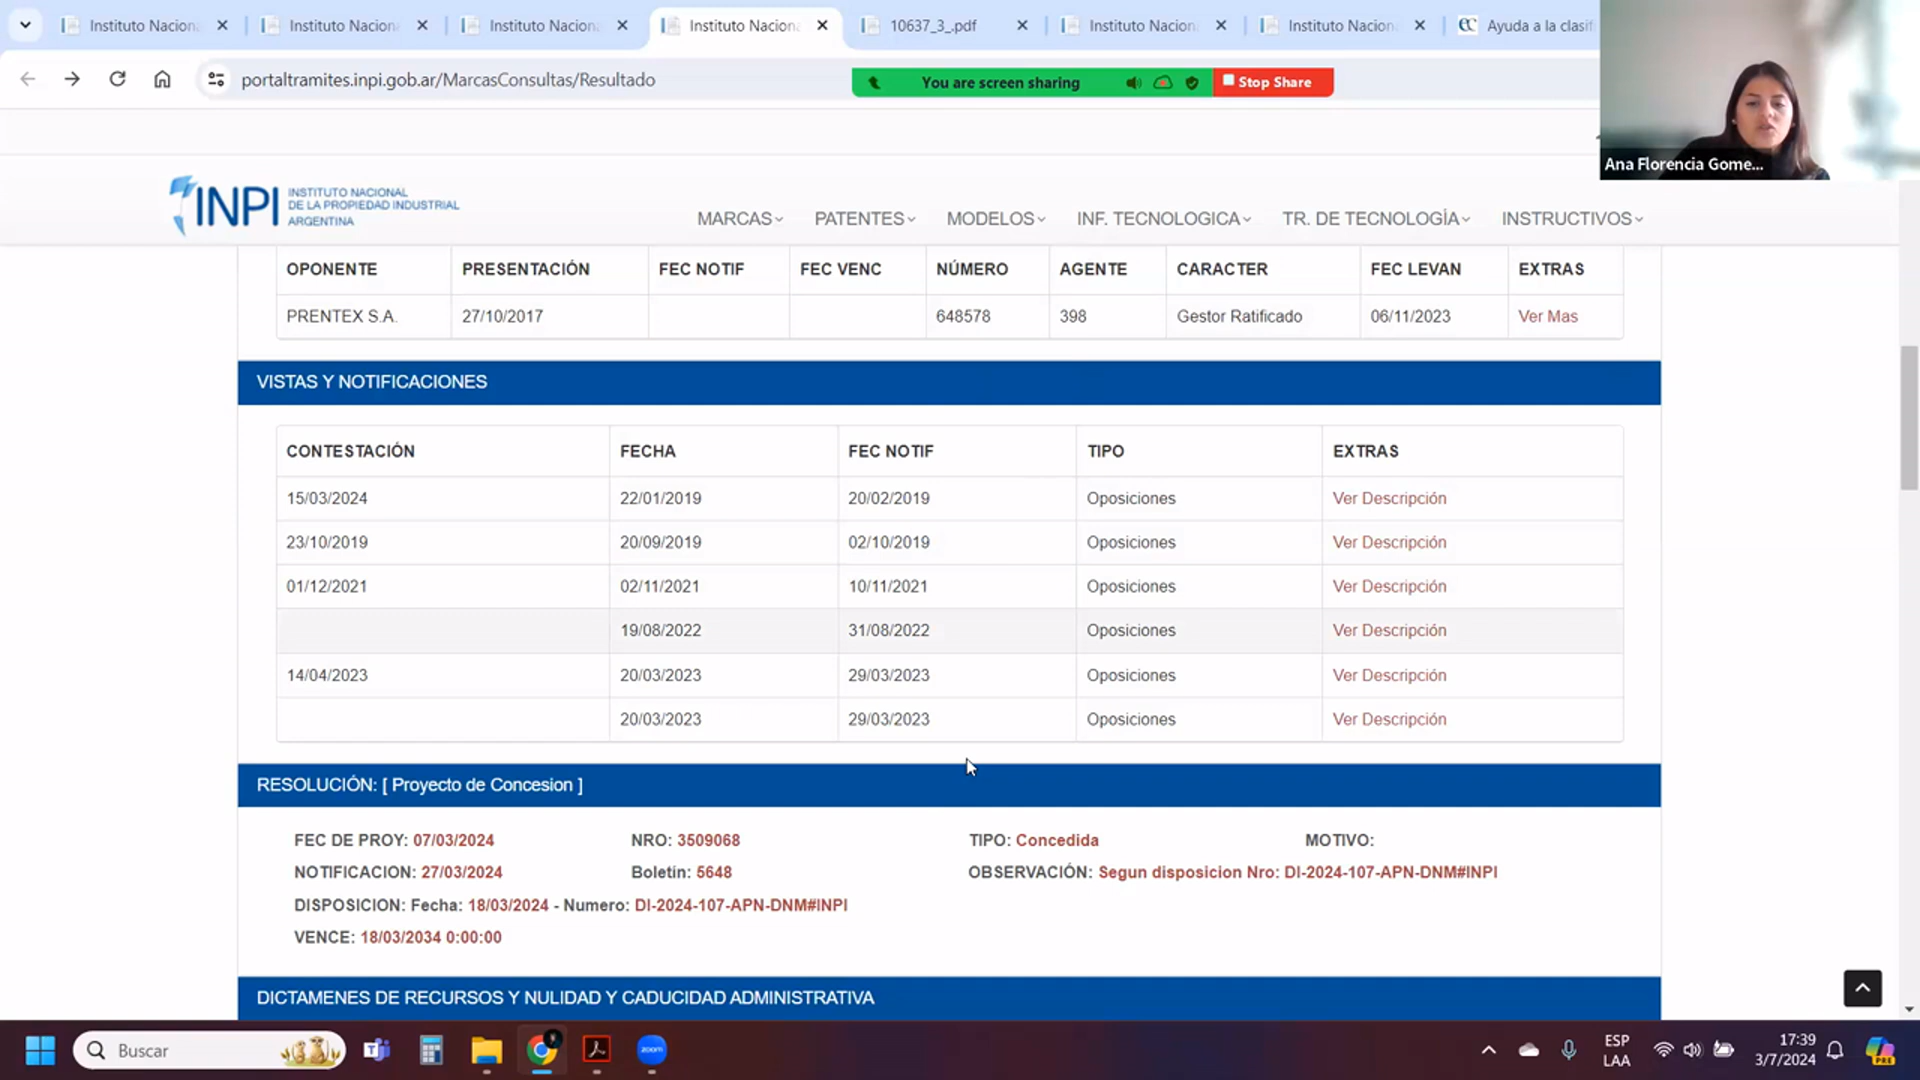 Instituto Nacion
Instituto Nacion
Instituto Nacion
Instituto Naciona
10637_3_.pdf
Instituto Nacion
Instituto Nacion
Ayuda a la clasifi
portaltramites.inpi.gob.ar/MarcasConsultas/Resultado
You are screen sharing
Stop Share
Ana Florencia Gome...
INPI
INSTITUTO NACIONAL
DE LA PROPIEDAD INDUSTRIAL
ARGENTINA
MARCAS
PATENTES
MODELOS
INF. TECNOLOGICA
TR. DE TECNOLOGÍA
INSTRUCTIVOS
OPONENTE PRESENTACIÓN FEC NOTIF FEC VENC NÚMERO AGENTE CARACTER FEC LEVAN EXTRAS
PRENTEX S.A. 27/10/2017 648578 398 Gestor Ratificado 06/11/2023 Ver Mas
VISTAS Y NOTIFICACIONES
CONTESTACIÓN FECHA FEC NOTIF TIPO EXTRAS
15/03/2024 22/01/2019 20/02/2019 Oposiciones Ver Descripción
23/10/2019 20/09/2019 02/10/2019 Oposiciones Ver Descripción
01/12/2021 02/11/2021 10/11/2021 Oposiciones Ver Descripción
19/08/2022 31/08/2022 Oposiciones Ver Descripción
14/04/2023 20/03/2023 29/03/2023 Oposiciones Ver Descripción
20/03/2023 29/03/2023 Oposiciones Ver Descripción
RESOLUCIÓN: [ Proyecto de Concesion ]
FEC DE PROY: 07/03/2024 NRO: 3509068 TIPO: Concedida MOTIVO:
NOTIFICACION: 27/03/2024 Boletín: 5648 OBSERVACIÓN: Segun disposicion Nro: DI-2024-107-APN-DNM#INPI
DISPOSICION: Fecha: 18/03/2024 - Numero: DI-2024-107-APN-DNM#INPI
VENCE: 18/03/2034 0:00:00
DICTAMENES DE RECURSOS Y NULIDAD Y CADUCIDAD ADMINISTRATIVA
Buscar
zoom
ESP
LAA
17:39
3/7/2024
PRE